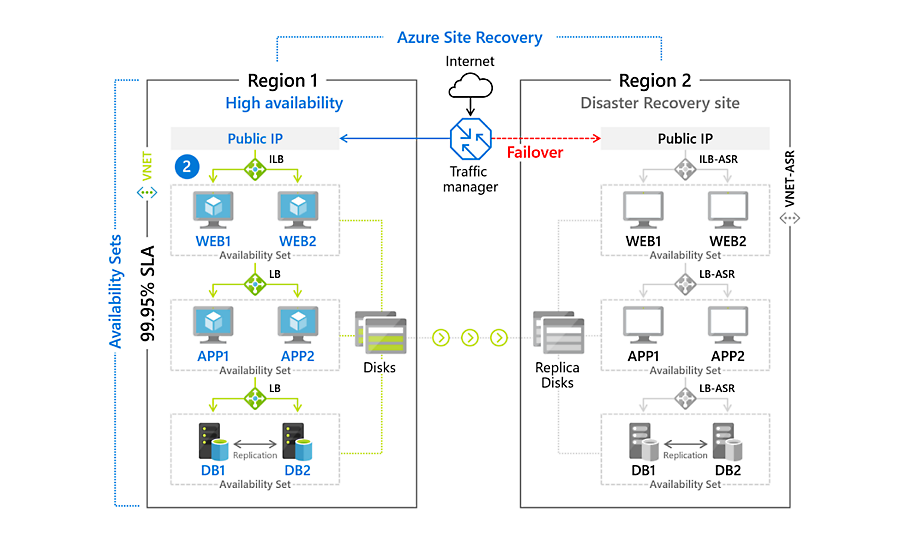 Azure Site Recovery
Internet
Region 1
High availability
Region 2
Disaster Recovery site
Public IP
Failover
Public IP
Traffic
manager
2
ILB
VNET
WEB1
WEB2
Availability Set
LB
APP1
APP2
Availability Set
LB
DB1
Replication
DB2
Availability Set
Availability Sets
99.95% SLA
Disks
Replica
Disks
ILB-ASR
VNET-ASR
WEB1
WEB2
Availability Set
LB-ASR
APP1
APP2
Availability Set
LB-ASR
DB1
Replication
DB2
Availability Set